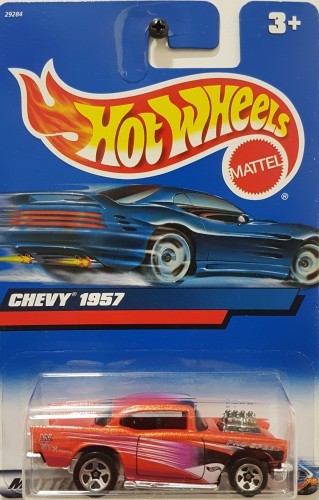 29284
3+
HOT WHEELS
MATTEL
®
CHEVY® 1957